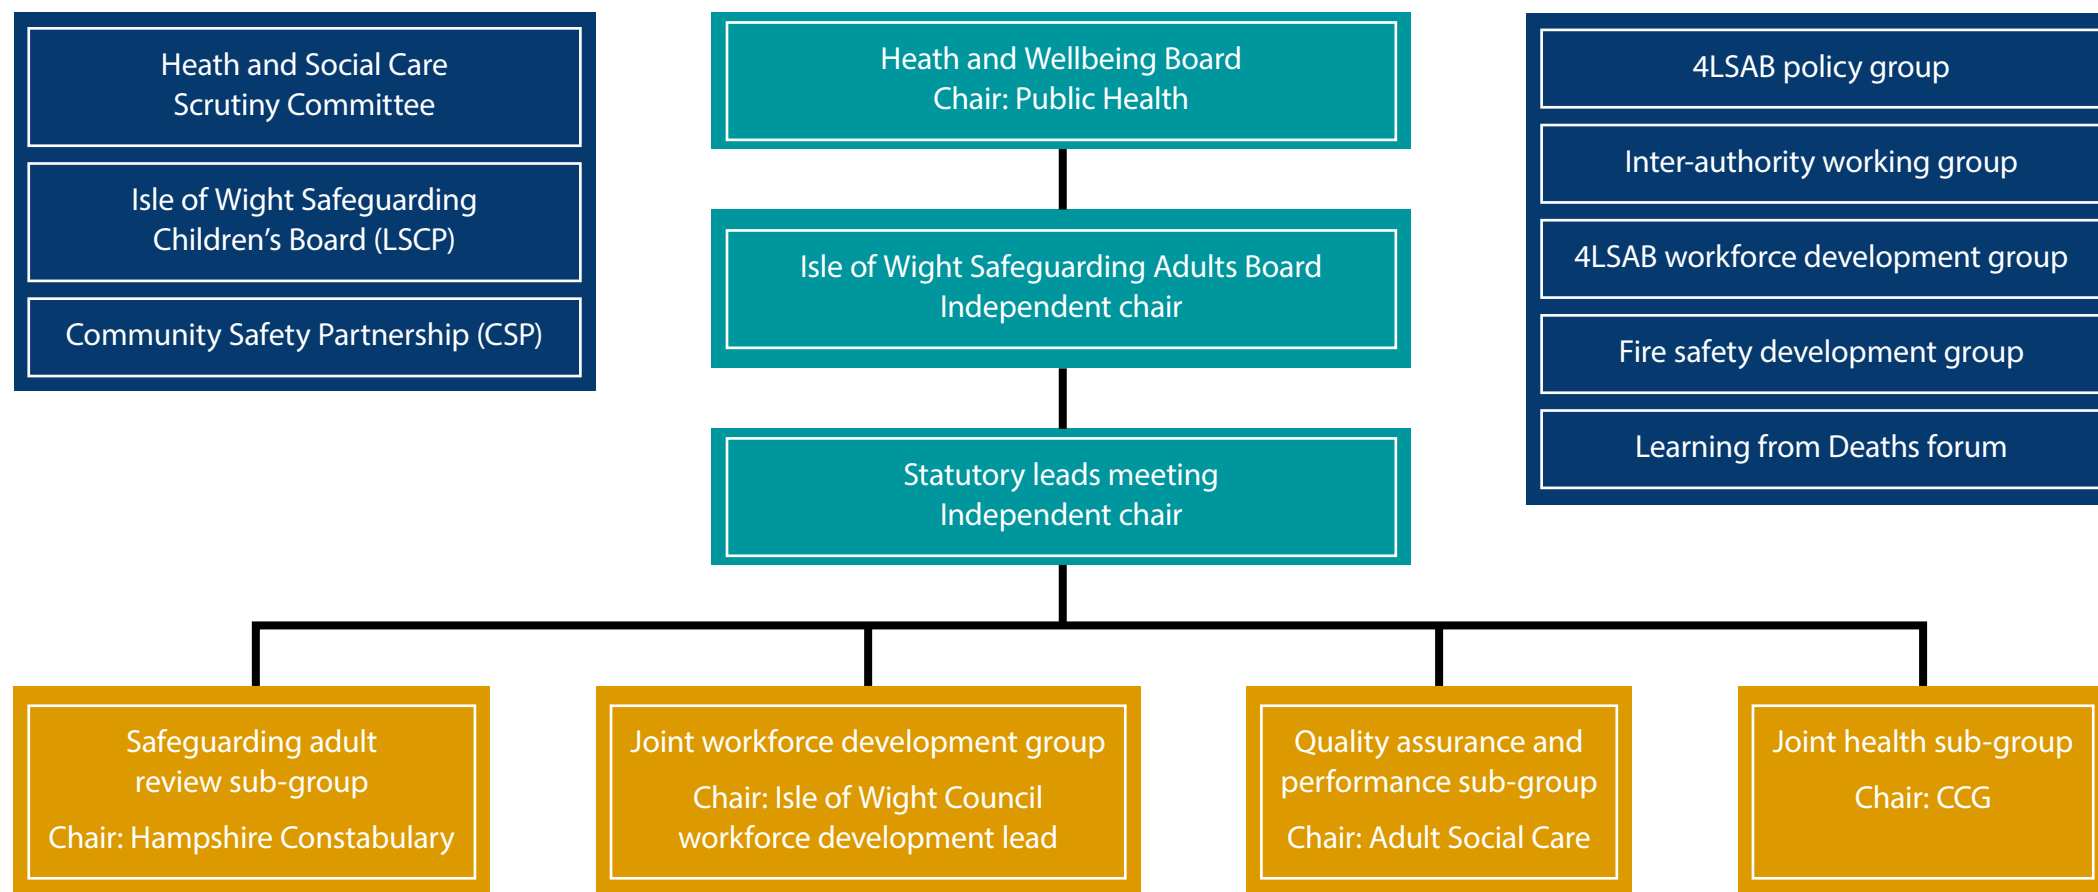 Heath and Social Care
Scrutiny Committee
Isle of Wight Safeguarding
Children’s Board (LSCP)
Community Safety Partnership (CSP)
Heath and Wellbeing Board
Chair: Public Health
Isle of Wight Safeguarding Adults Board
Independent chair
Statutory leads meeting
Independent chair
4LSAB policy group
Inter-authority working group
4LSAB workforce development group
Fire safety development group
Learning from Deaths forum
Safeguarding adult
review sub-group
Chair: Hampshire Constabulary
Joint workforce development group
Chair: Isle of Wight Council
workforce development lead
Quality assurance and
performance sub-group
Chair: Adult Social Care
Joint health sub-group
Chair: CCG